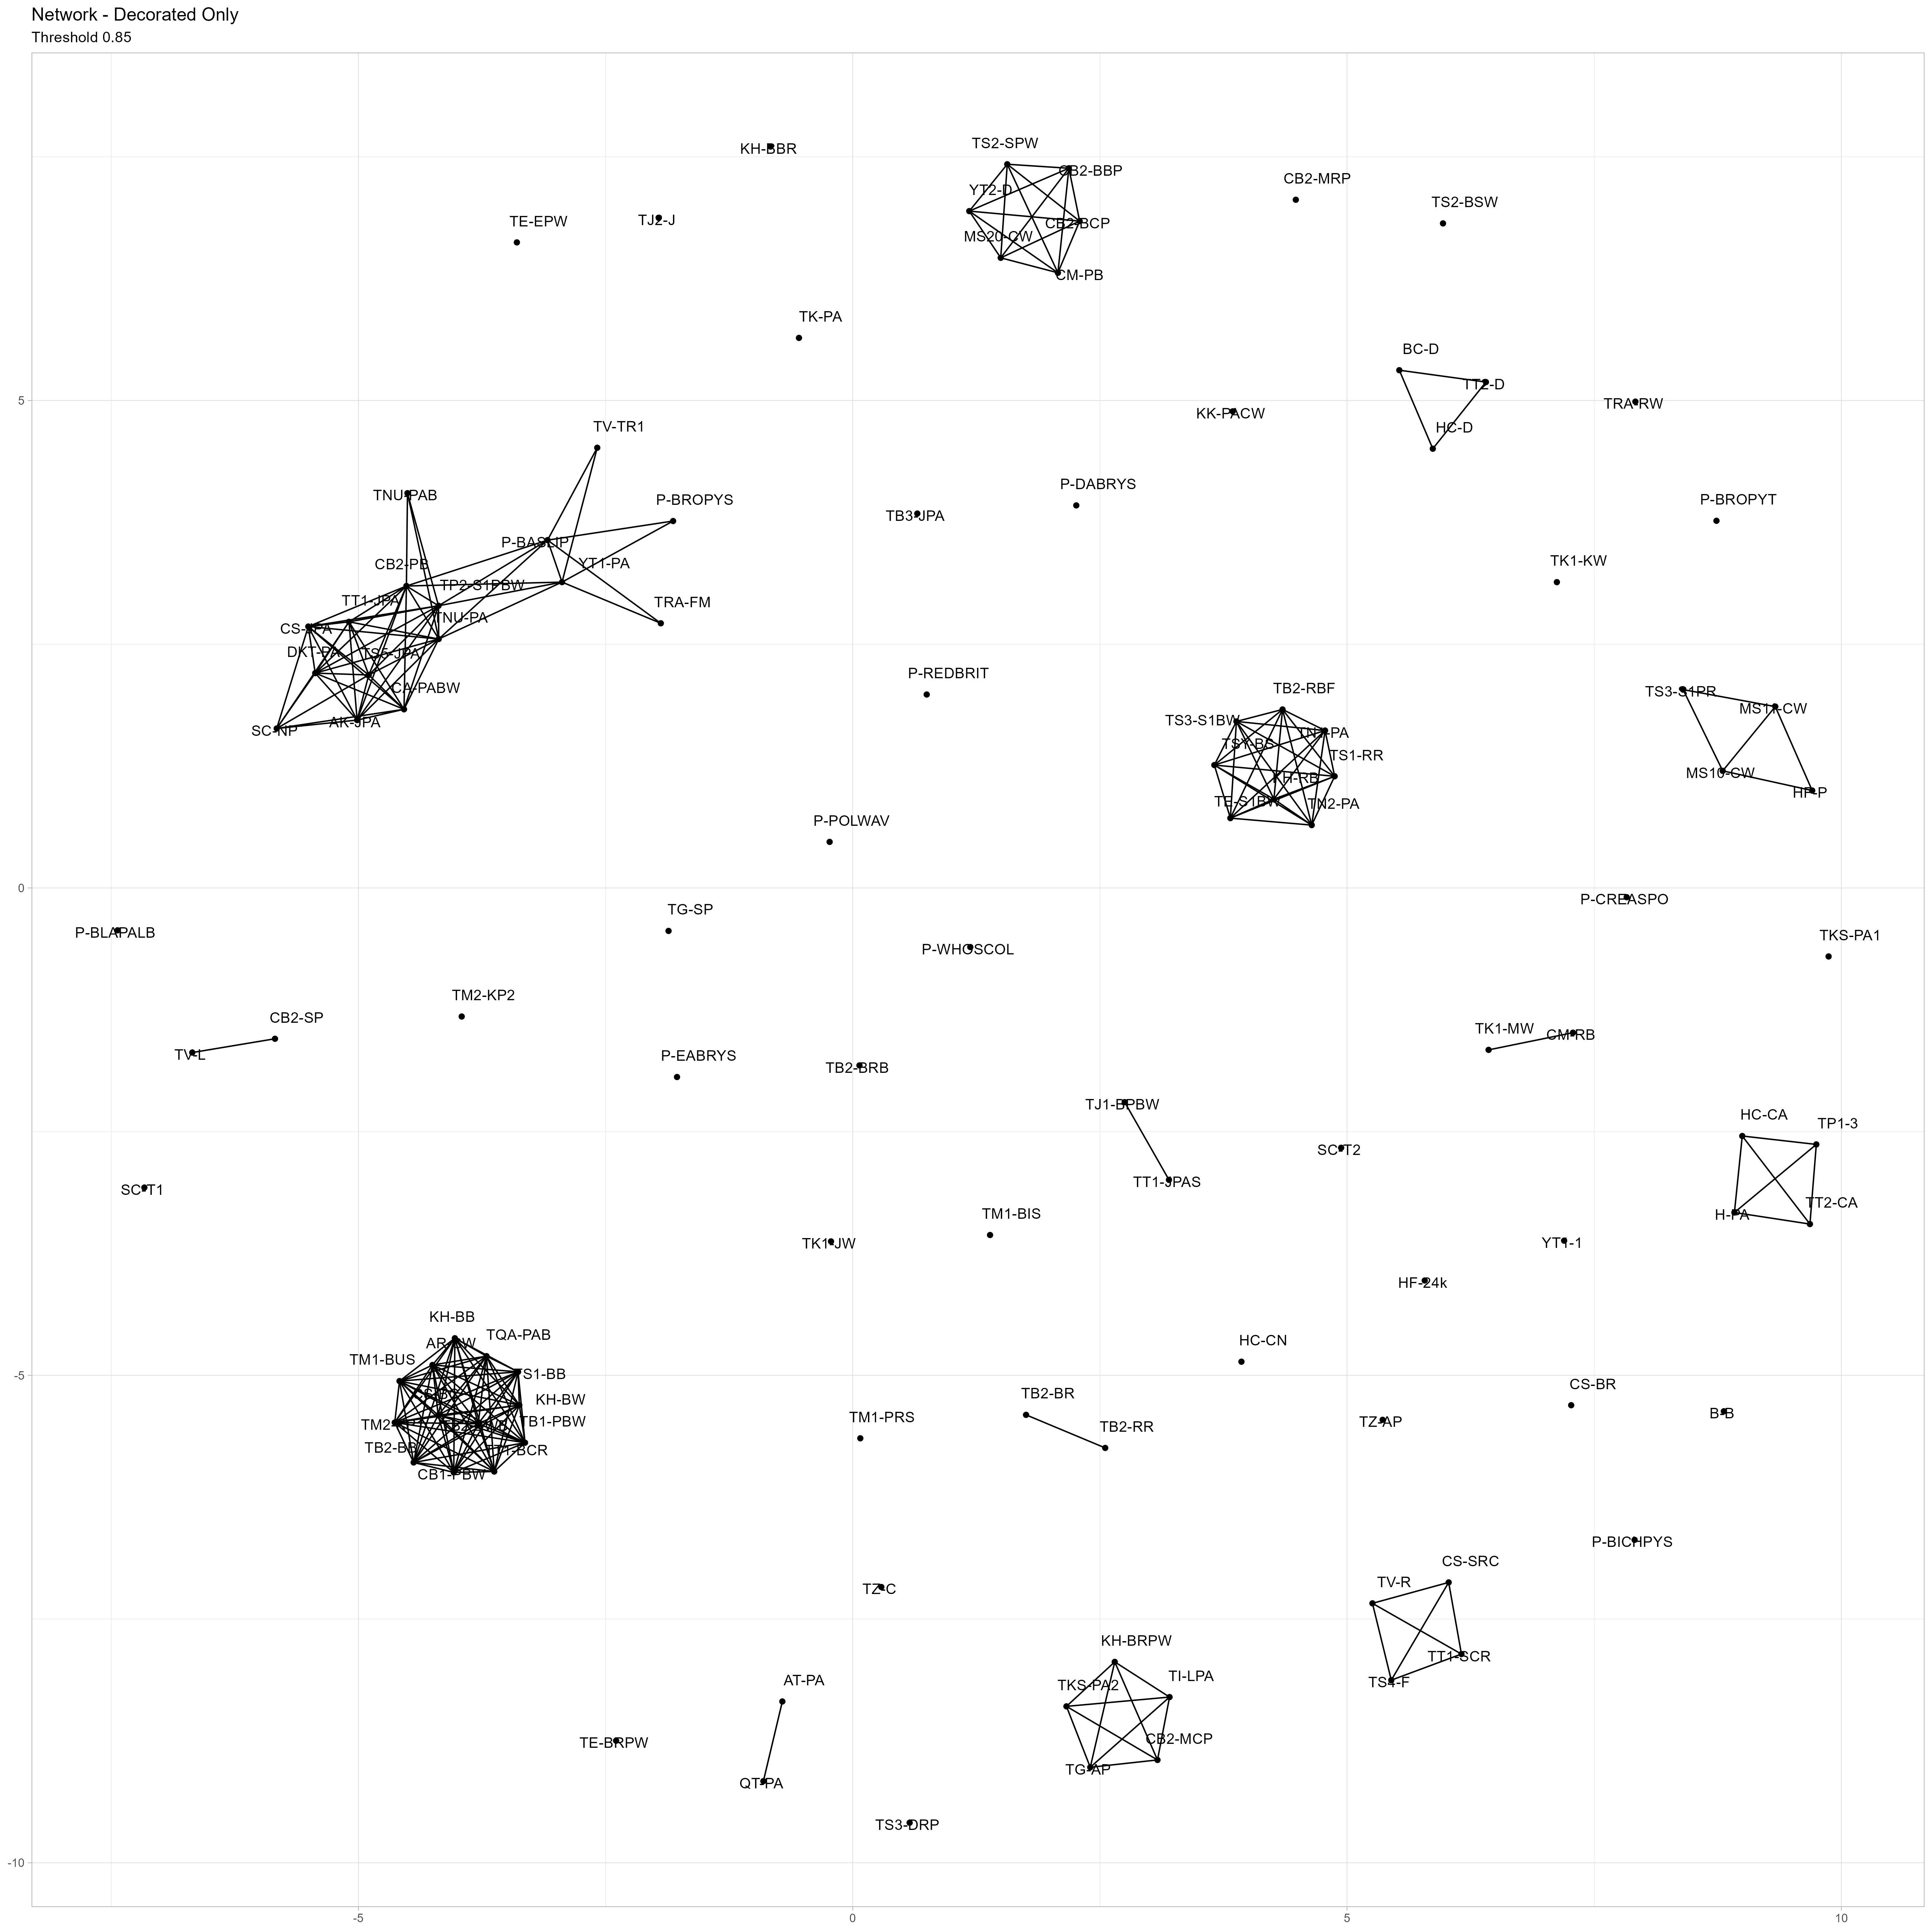 Network - Decorated Only
Threshold 0.85
TS2-SPW
KH-BBR
CB2-BBP
CB2-MRP
YT2-D
TS2-BSW
TE-EPW
TJ2-J
CB2-BCP
MS20-CW
CM-PB
TK-PA
BC-D
TT2-D
5
TRA-RW
KK-PACW
TV-TR1
HC-D
P-DABRYS
TNU-PAB
P-BROPYS
P-BROPYT
TB3-JPA
P-BASLIP
CB2-PB
YT1-PA
TK1-KW
TP2-S1PBW
TT1-JPA
TRA-FM
TNU-PA
DKT-PA
TS5-JPA
P-REDBRIT
CA-PABW
TB2-RBF
TS3-S1PR
MS11-CW
AK-JPA
TS3-S1BW
SC-NP
TS1-RR
MS10-CW
HF-P
TE-S1BW
TN2-PA
P-POLWAV
0
P-CREASPO
TG-SP
P-BLAPALB
TKS-PA1
P-WHOSCOL
TM2-KP2
CB2-SP
TK1-MW
CM-RB
TV-L
P-EABRYS
TB2-BRB
TJ1-BPBW
HC-CA
TP1-3
SC-T2
TT1-JPAS
SC-T1
TT2-CA
TM1-BIS
H-PA
TK1-JW
YT1-1
HF-24k
KH-BB
TQA-PAB
HC-CN
TM1-BUS
TS1-BB
-5
CS-BR
TB2-BR
KH-BW
B-B
TM1-PRS
TZ-AP
TB1-PBW
TB2-RR
TB2-BB
TT1-BCR
CB1-PBW
P-BICHPYS
CS-SRC
TV-R
TZ-C
KH-BRPW
TT1-SCR
TI-LPA
AT-PA
TKS-PA2
TS4-F
CB2-MCP
TE-BRPW
TG-AP
QT-PA
TS3-DRP
-10
-5
0
5
10